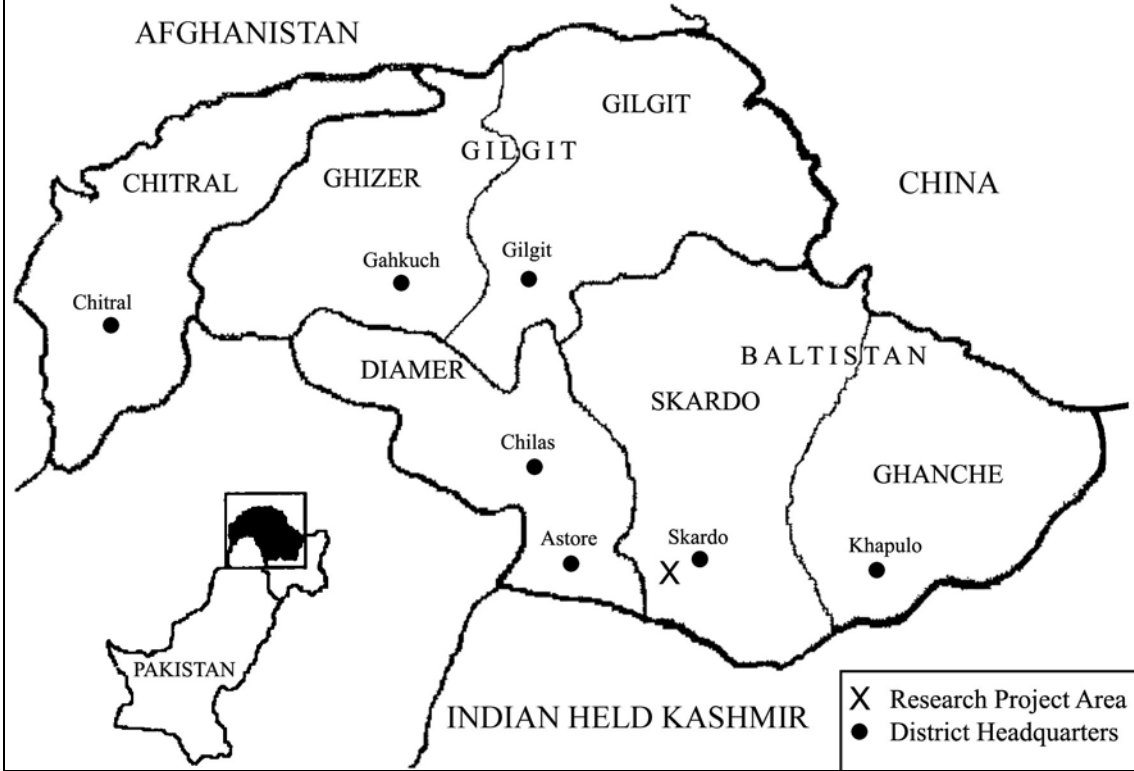 AFGHANISTAN
GILGIT
GILGIT
CHITRAL
GHIZER
CHINA
Gahkuch
Gilgit
Chitral
DIAMER
BALTISTAN
SKARDO
Chilas
GHANCHE
Astore
Skardo
Khapulo
X
PAKISTAN
INDIAN HELD KASHMIR
X Research Project Area
● District Headquarters